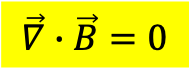 ∇⃗ · B⃗ = 0